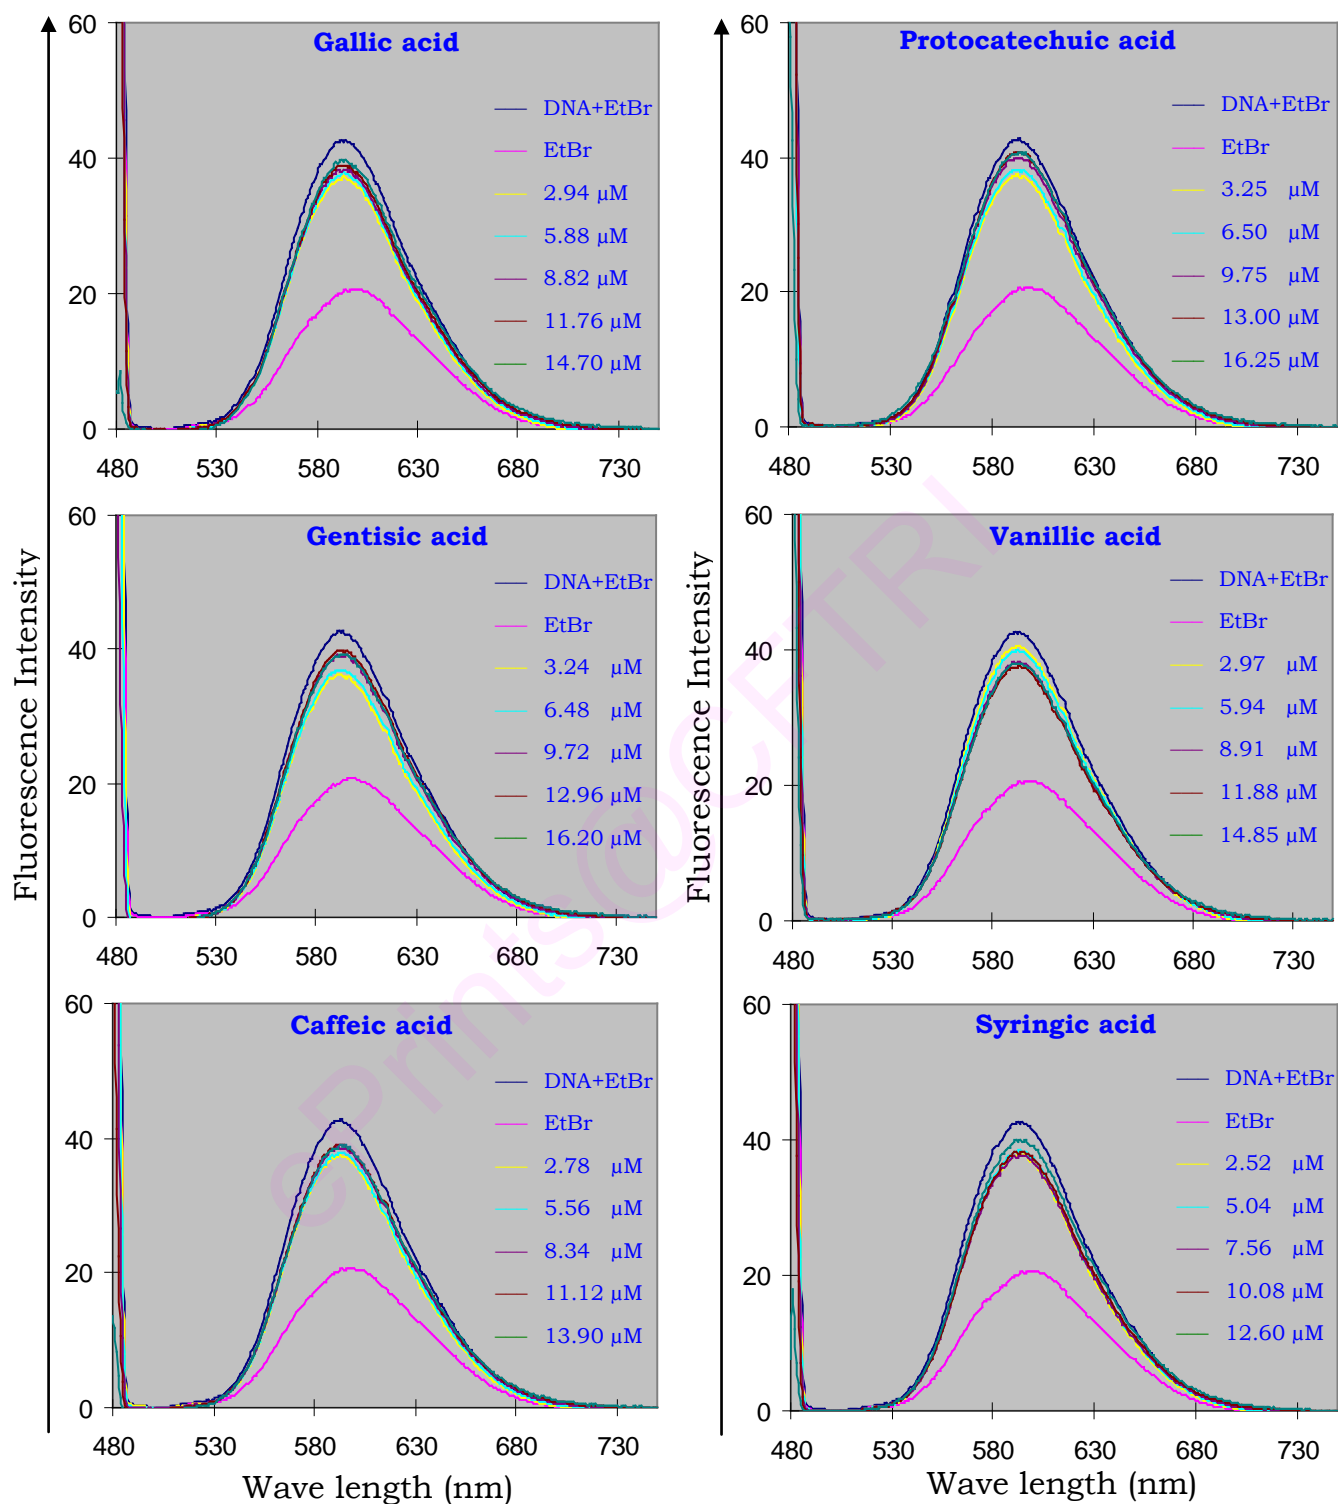 Fluorescence Intensity
Gallic acid
60
40
20
0
480 530 580 630 680 730
DNA+EtBr
EtBr
2.94 µM
5.88 µM
8.82 µM
11.76 µM
14.70 µM
Fluorescence Intensity
Protocatechuic acid
60
40
20
0
480 530 580 630 680 730
DNA+EtBr
EtBr
3.25 µM
6.50 µM
9.75 µM
13.00 µM
16.25 µM
Gentisic acid
60
40
20
0
480 530 580 630 680 730
DNA+EtBr
EtBr
3.24 µM
6.48 µM
9.72 µM
12.96 µM
16.20 µM
Vanillic acid
60
40
20
0
480 530 580 630 680 730
DNA+EtBr
EtBr
2.97 µM
5.94 µM
8.91 µM
11.88 µM
14.85 µM
Caffeic acid
60
40
20
0
480 530 580 630 680 730
DNA+EtBr
EtBr
2.78 µM
5.56 µM
8.34 µM
11.12 µM
13.90 µM
Wave length (nm)
Syringic acid
60
40
20
0
480 530 580 630 680 730
DNA+EtBr
EtBr
2.52 µM
5.04 µM
7.56 µM
10.08 µM
12.60 µM
Wave length (nm)
ePrints@CFTRI